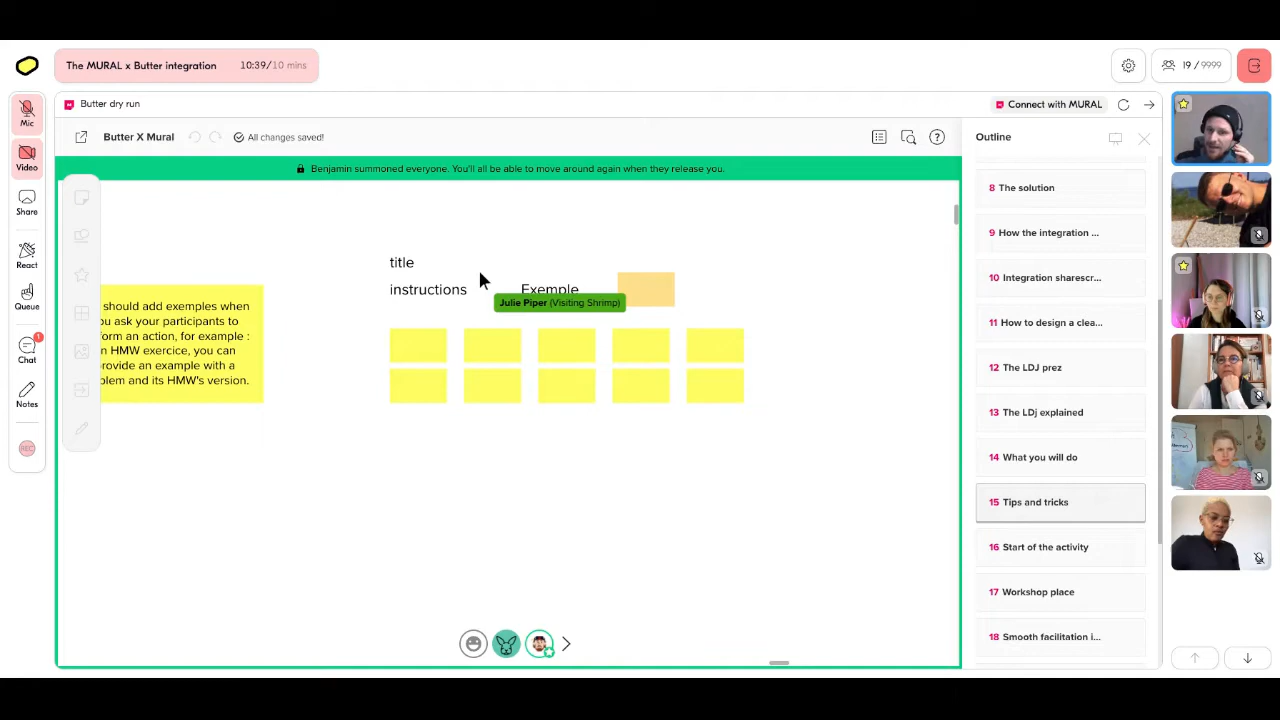 The MURAL x Butter integration 10:39/10 mins
19 / 9999
Mic
Video
Share
React
Queue
1
Chat
Notes
REC
Butter dry run
Connect with MURAL
Butter X Mural
All changes saved!
Benjamin summoned everyone. You'll all be able to move around again when they release you.
should add exemples when
ou ask your participants to
form an action, for example :
n HMW exercice, you can
provide an example with a
blem and its HMW's version.
title
instructions
Exemple
Julie Piper (Visiting Shrimp)
Outline
8 The solution
9 How the integration ...
10 Integration sharescr...
11 How to design a clea...
12 The LDJ prez
13 The LDj explained
14 What you will do
15 Tips and tricks
16 Start of the activity
17 Workshop place
18 Smooth facilitation i...